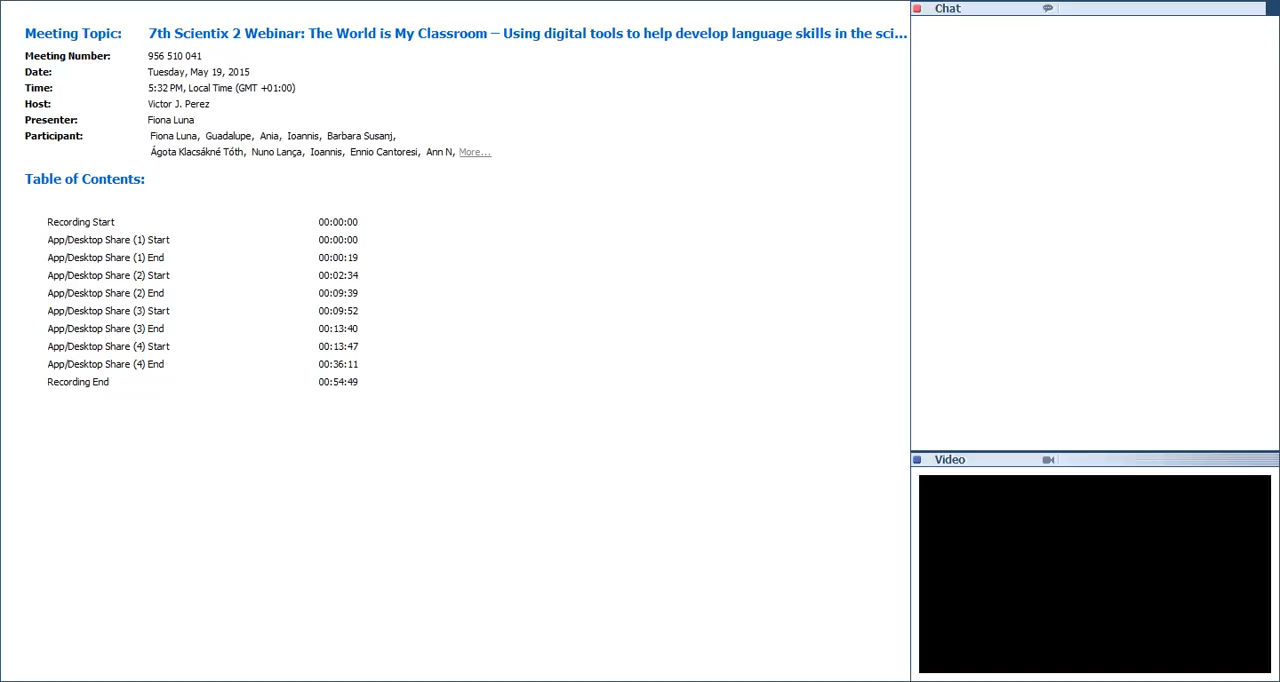 Meeting Topic: 7th Scientix 2 Webinar: The World is My Classroom – Using digital tools to help develop language skills in the sci...
Meeting Number: 956 510 041
Date: Tuesday, May 19, 2015
Time: 5:32 PM, Local Time (GMT +01:00)
Host: Victor J. Perez
Presenter: Fiona Luna
Participant: Fiona Luna, Guadalupe, Ania, Ioannis, Barbara Susanj,
Ágota Klacsákné Tóth, Nuno Lança, Ioannis, Ennio Cantoresi, Ann N, More...
Table of Contents:
Recording Start 00:00:00
App/Desktop Share (1) Start 00:00:00
App/Desktop Share (1) End 00:00:19
App/Desktop Share (2) Start 00:02:34
App/Desktop Share (2) End 00:09:39
App/Desktop Share (3) Start 00:09:52
App/Desktop Share (3) End 00:13:40
App/Desktop Share (4) Start 00:13:47
App/Desktop Share (4) End 00:36:11
Recording End 00:54:49
Chat
Video